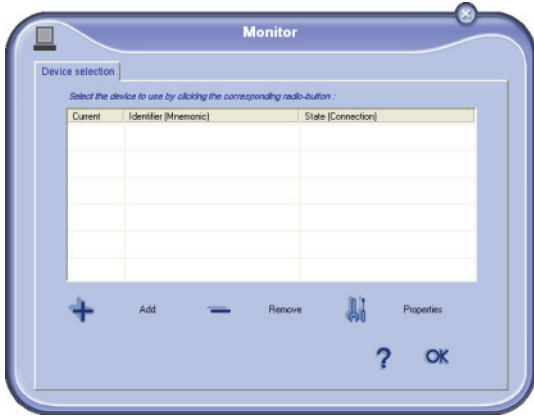 Monitor
Device selection
Select the device to use by clicking the corresponding radio-button :
Current Identifier (Mnemonic) State (Connection)
Add Remove Properties
? OK